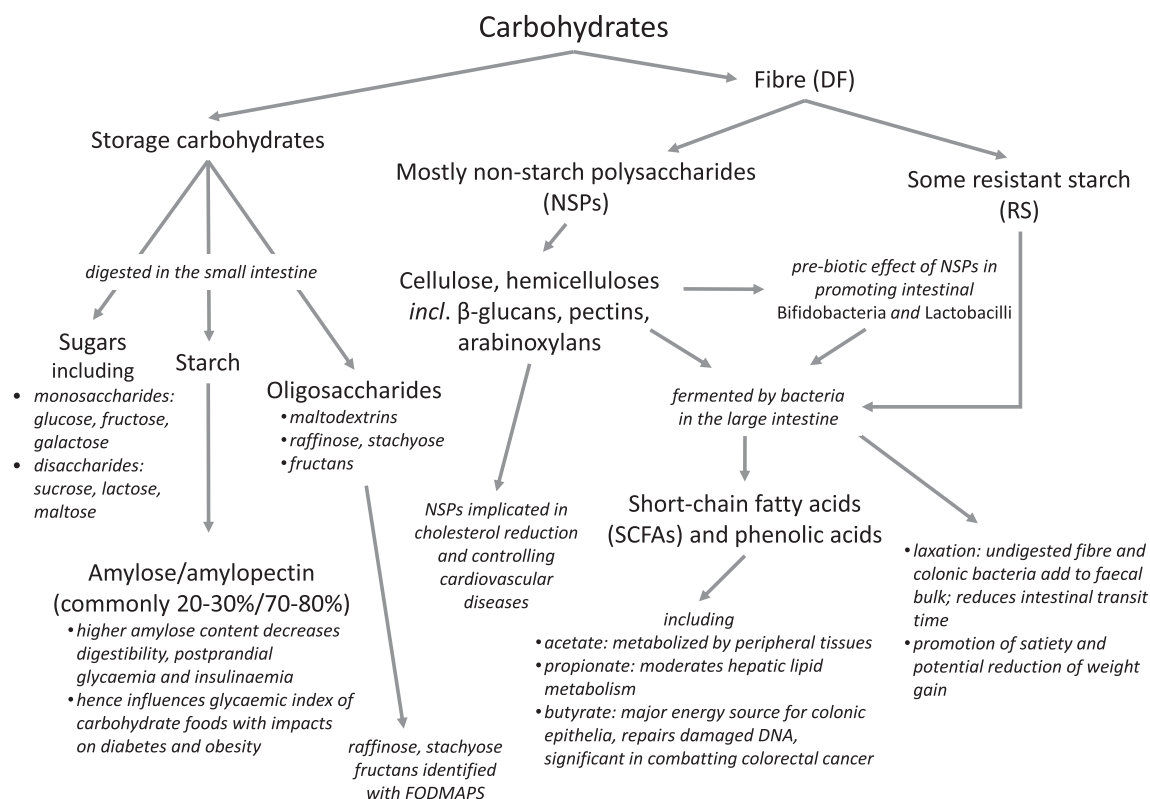 Carbohydrates
Fibre (DF)
Storage carbohydrates
Mostly non-starch polysaccharides
(NSPs)
Some resistant starch
(RS)
digested in the small intestine
Cellulose, hemicelluloses
incl. β-glucans, pectins,
arabinoxylans
pre-biotic effect of NSPs in
promoting intestinal
Bifidobacteria and Lactobacilli
Sugars
including
• monosaccharides:
glucose, fructose,
galactose
• disaccharides:
sucrose, lactose,
maltose
Starch
Oligosaccharides
• maltodextrins
• raffinose, stachyose
• fructans
fermented by bacteria
in the large intestine
NSPs implicated in
cholesterol reduction
and controlling
cardiovascular
diseases
Short-chain fatty acids
(SCFAs) and phenolic acids
• laxation: undigested fibre and
colonic bacteria add to faecal
bulk; reduces intestinal transit
time
• promotion of satiety and
potential reduction of weight
gain
Amylose/amylopectin
(commonly 20-30%/70-80%)
• higher amylose content decreases
digestibility, postprandial
glycaemia and insulinaemia
• hence influences glycaemic index of
carbohydrate foods with impacts
on diabetes and obesity
including
• acetate: metabolized by peripheral tissues
• propionate: moderates hepatic lipid
metabolism
• butyrate: major energy source for colonic
epithelia, repairs damaged DNA,
significant in combatting colorectal cancer
raffinose, stachyose
fructans identified
with FODMAPS